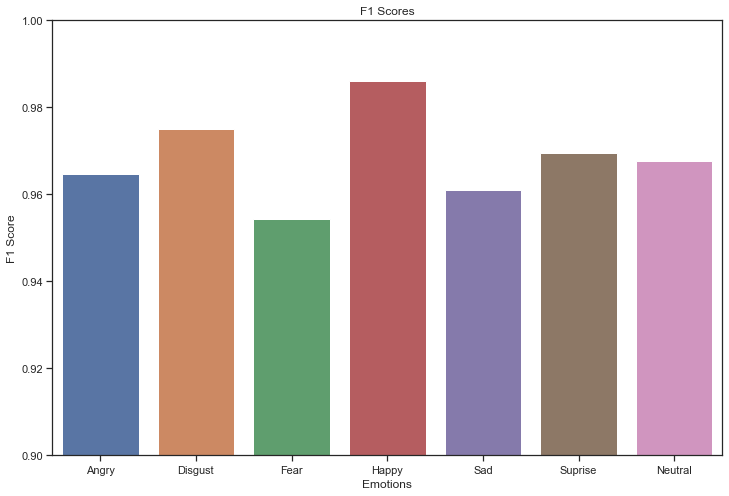 F1 Scores
1.00
0.98
0.96
0.94
0.92
0.90
F1 Score
Angry Disgust Fear Happy Sad Suprise Neutral
Emotions